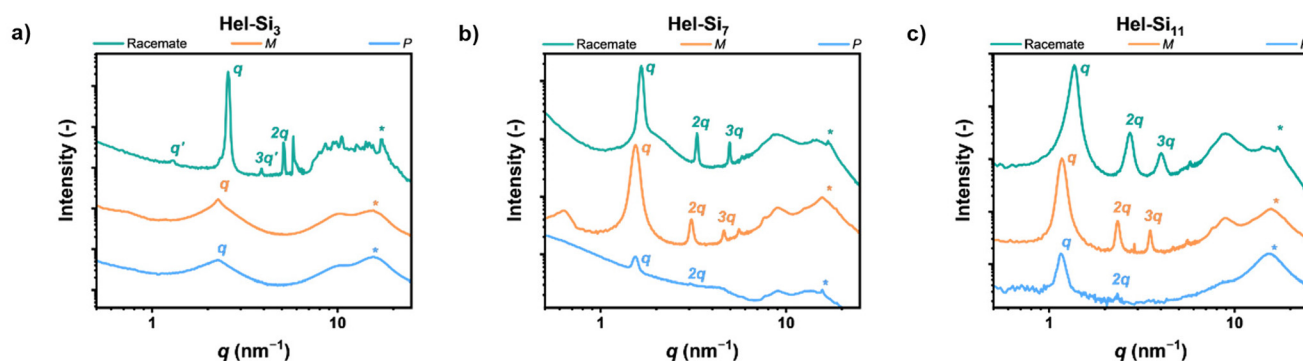 a)
Hel-Si₃
Racemate M P
Intensity (-)
q' q 3q' 2q *
q *
q *
1 10
q (nm⁻¹)
b)
Hel-Si₇
Racemate M P
Intensity (-)
q 2q 3q *
q 2q 3q *
q 2q *
1 10
q (nm⁻¹)
c)
Hel-Si₁₁
Racemate M
Intensity (-)
q 2q 3q *
q 2q 3q *
q 2q *
1 10
q (nm⁻¹)